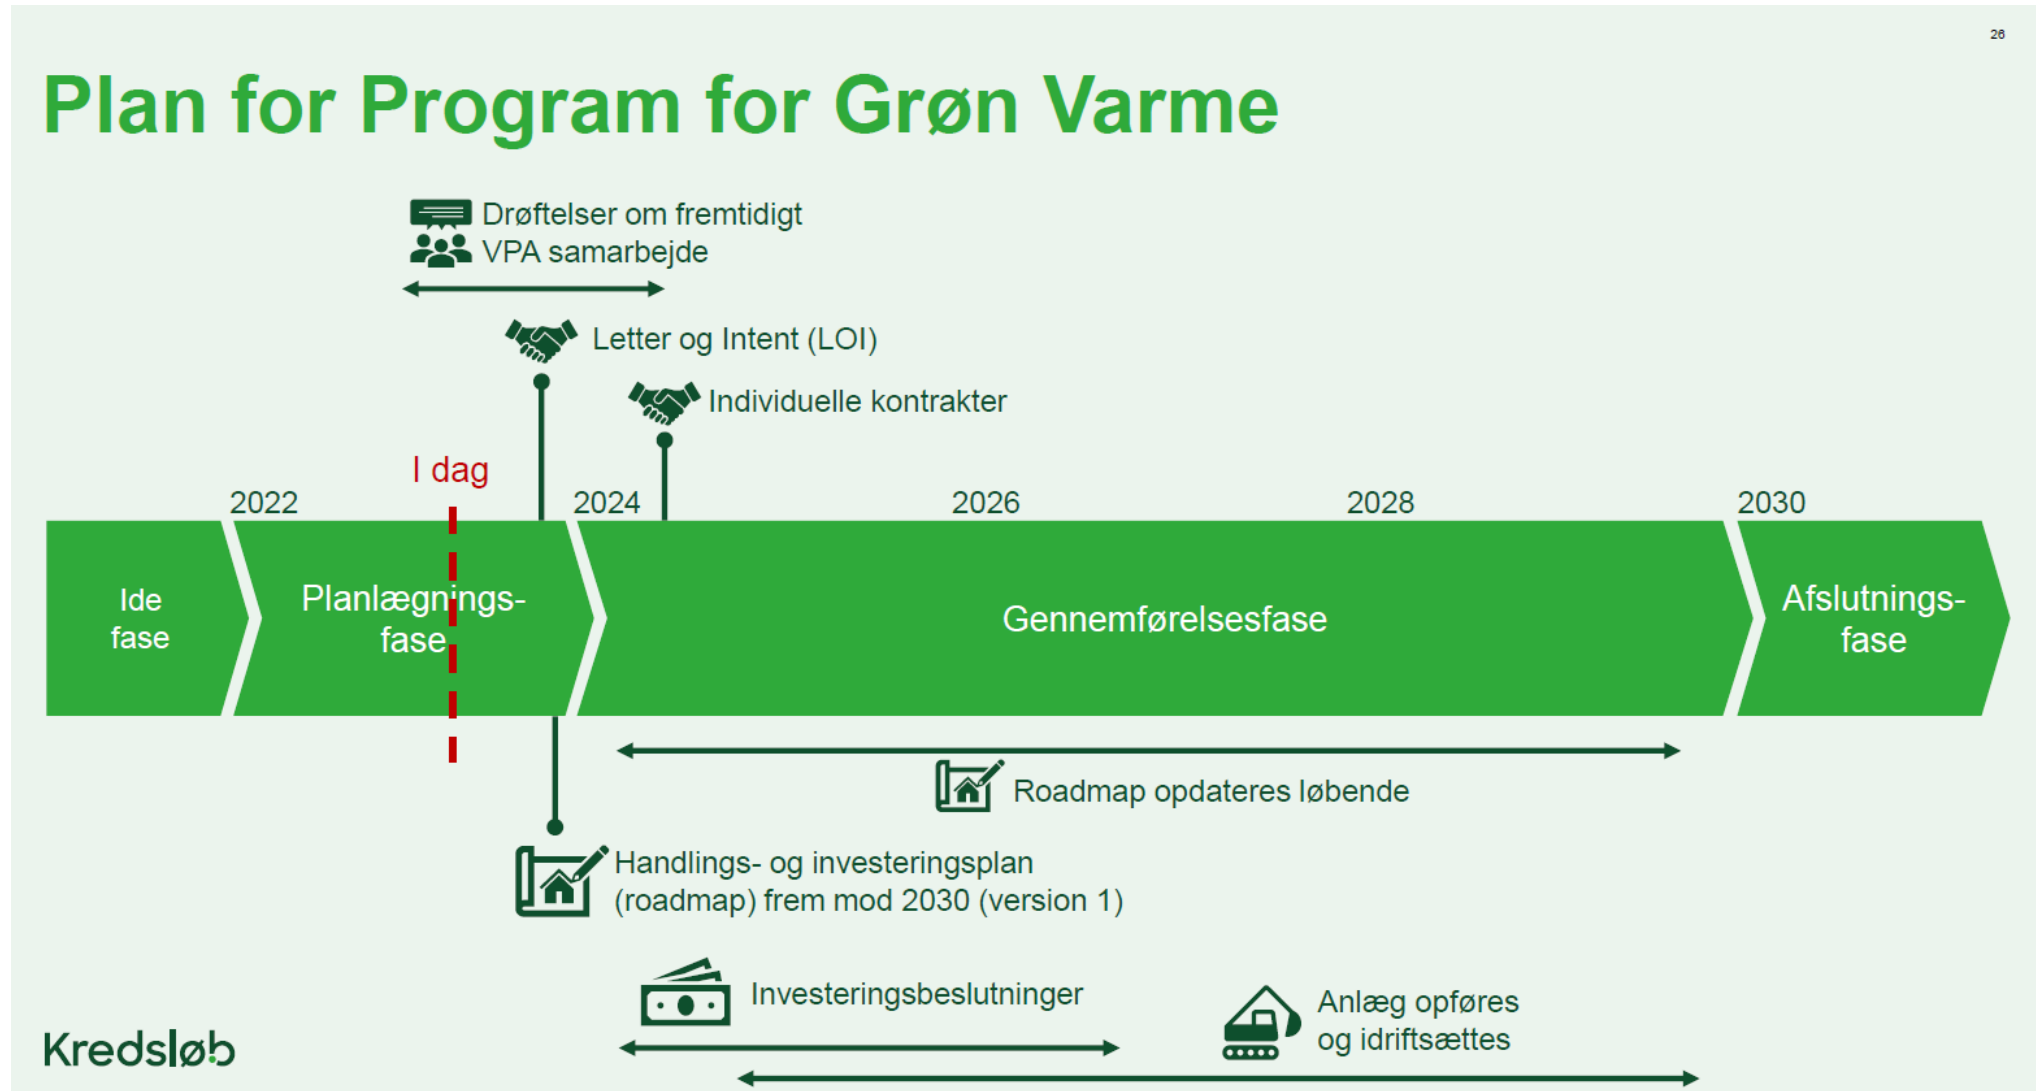 26
Plan for Program for Grøn Varme
Drøftelser om fremtidigt
VPA samarbejde
Letter og Intent (LOI)
Individuelle kontrakter
I dag
2022
2024
2026
2028
2030
Ide
fase
Planlægnings-
fase
Gennemførelsesfase
Afslutnings-
fase
Roadmap opdateres løbende
Handlings- og investeringsplan
(roadmap) frem mod 2030 (version 1)
Investeringsbeslutninger
Anlæg opføres
og idriftsættes
Kredsløb